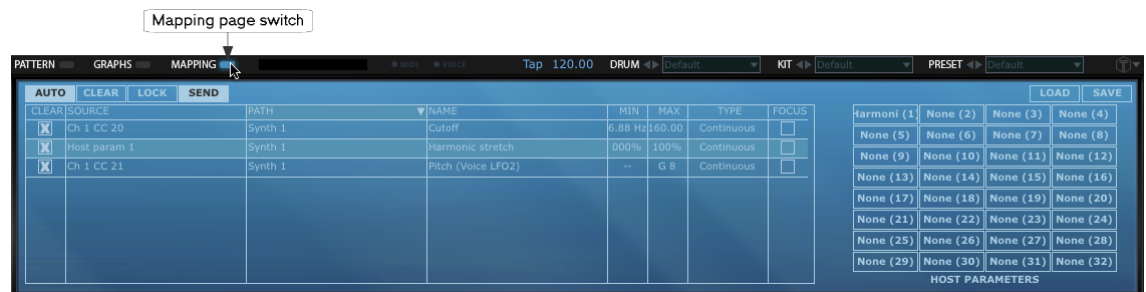 Mapping page switch
PATTERN GRAPHS MAPPING MIDI VOICE Tap 120.00 DRUM Default KIT Default PRESET Default
AUTO CLEAR LOCK SEND LOAD SAVE
CLEAR SOURCE PATH NAME MIN MAX TYPE FOCUS
X Ch 1 CC 20 Synth 1 Cutoff 6.88 Hz 160.00 Continuous
X Host param 1 Synth 1 Harmonic stretch 000% 100% Continuous
X Ch 1 CC 21 Synth 1 Pitch (Voice LFO2) -- G 8 Continuous
Harmoni (1) None (2) None (3) None (4)
None (5) None (6) None (7) None (8)
None (9) None (10) None (11) None (12)
None (13) None (14) None (15) None (16)
None (17) None (18) None (19) None (20)
None (21) None (22) None (23) None (24)
None (25) None (26) None (27) None (28)
None (29) None (30) None (31) None (32)
HOST PARAMETERS